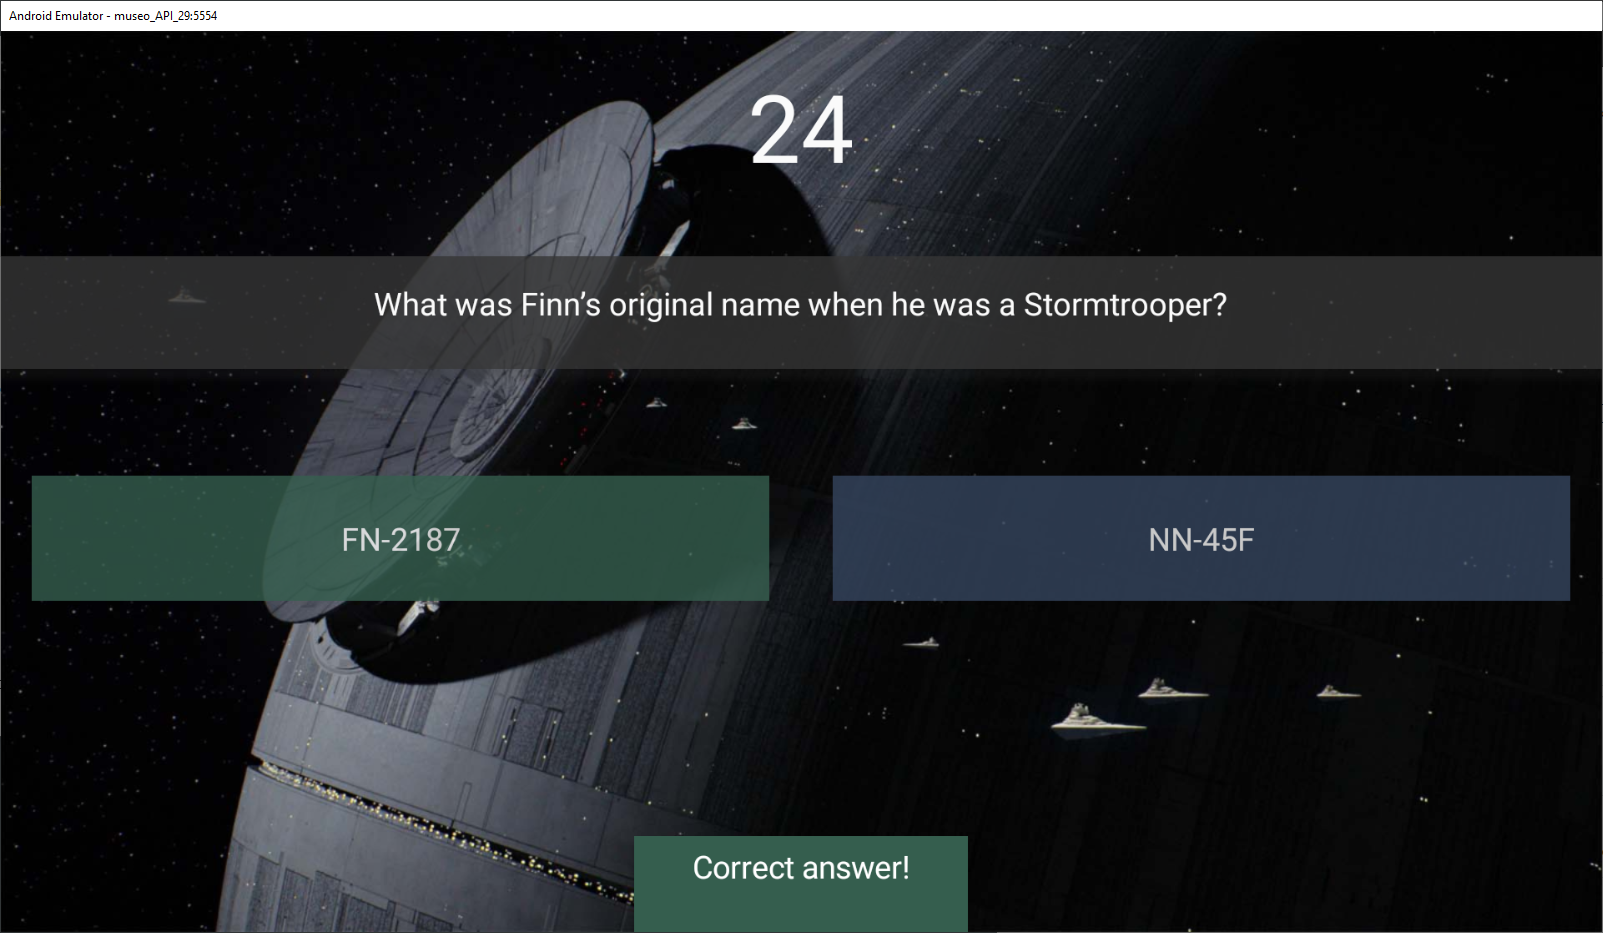 Android Emulator - museo_API_29:5554
24
What was Finn’s original name when he was a Stormtrooper?
FN-2187
NN-45F
Correct answer!